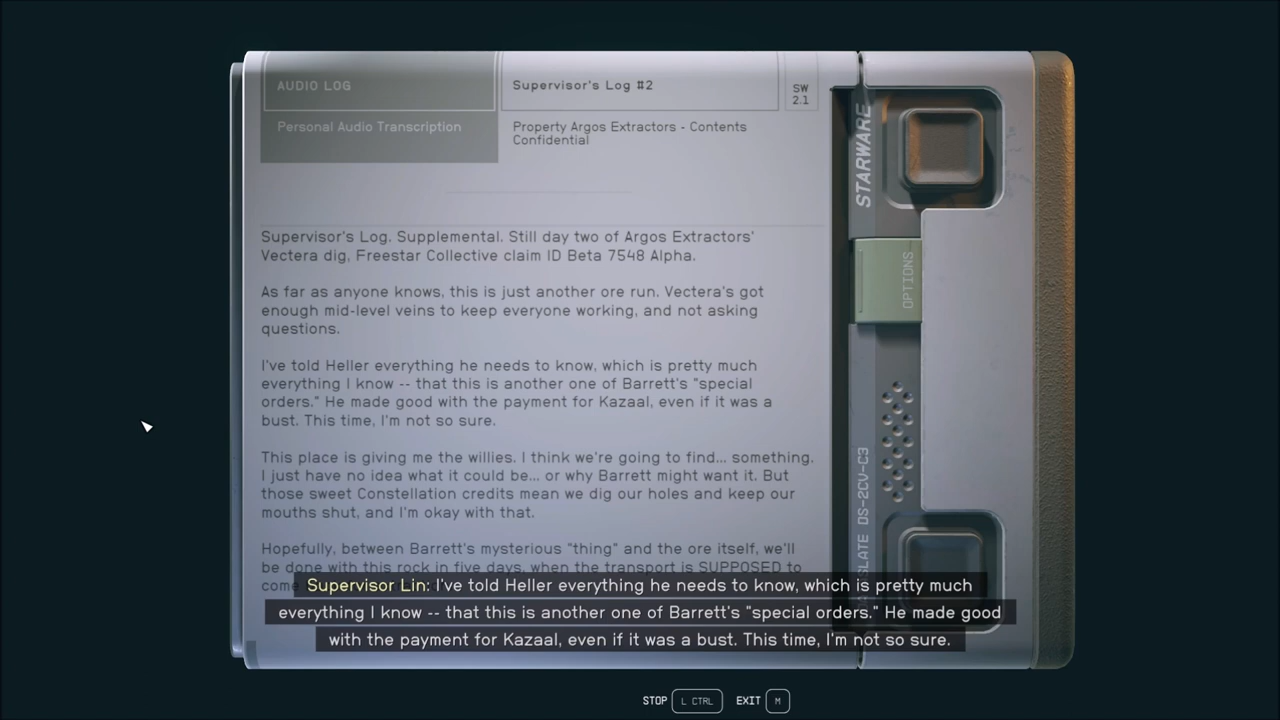 AUDIO LOG
Supervisor's Log #2
SW
2.1
Personal Audio Transcription
Property Argos Extractors - Contents
Confidential
STARWARE
OPTIONS
SLATE DS-2CV-C3
Supervisor's Log. Supplemental. Still day two of Argos Extractors'
Vectera dig, Freestar Collective claim ID Beta 7548 Alpha.
As far as anyone knows, this is just another ore run. Vectera's got
enough mid-level veins to keep everyone working, and not asking
questions.
I've told Heller everything he needs to know, which is pretty much
everything I know -- that this is another one of Barrett's "special
orders." He made good with the payment for Kazaal, even if it was a
bust. This time, I'm not so sure.
This place is giving me the willies. I think we're going to find... something.
I just have no idea what it could be... or why Barrett might want it. But
those sweet Constellation credits mean we dig our holes and keep our
mouths shut, and I'm okay with that.
Hopefully, between Barrett's mysterious "thing" and the ore itself, we'll
be done with this rock in five days, when the transport is SUPPOSED to
come
Supervisor Lin: I've told Heller everything he needs to know, which is pretty much
everything I know -- that this is another one of Barrett's "special orders." He made good
with the payment for Kazaal, even if it was a bust. This time, I'm not so sure.
STOP L CTRL EXIT M